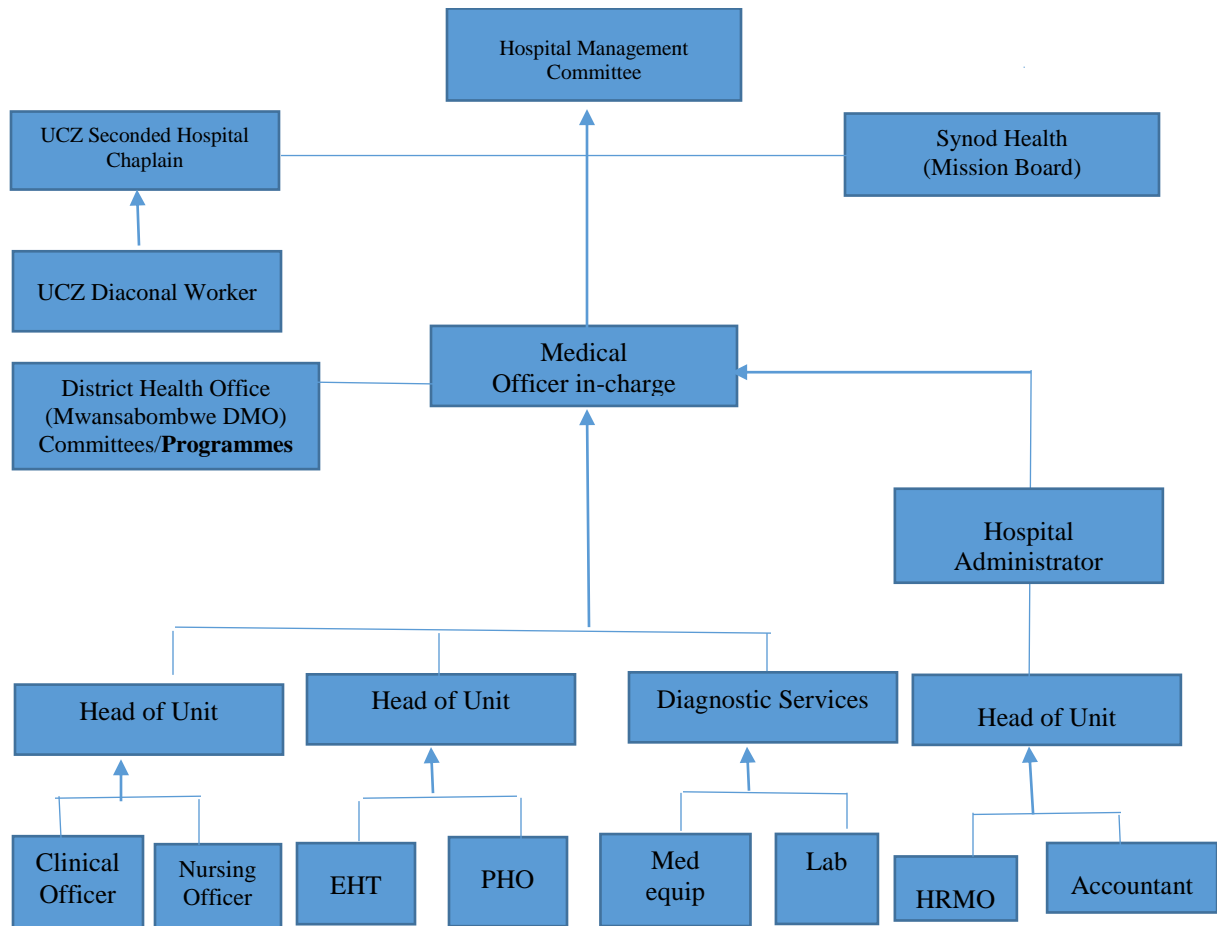 Hospital Management
Committee
UCZ Seconded Hospital
Chaplain
Synod Health
(Mission Board)
UCZ Diaconal Worker
Medical
Officer in-charge
District Health Office
(Mwansabombwe DMO)
Committees/Programmes
Hospital
Administrator
Head of Unit
Head of Unit
Diagnostic Services
Head of Unit
Clinical
Officer
Nursing
Officer
EHT
PHO
Med
equip
Lab
HRMO
Accountant